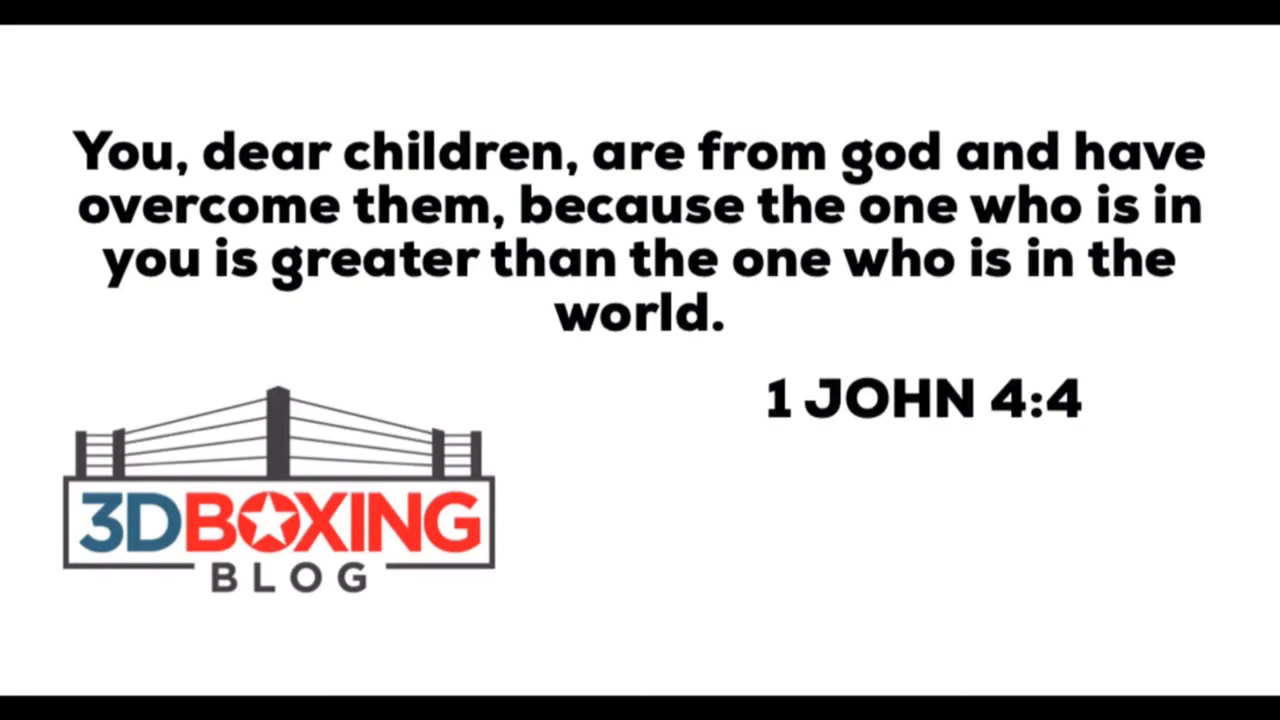 You, dear children, are from god and have
overcome them, because the one who is in
you is greater than the one who is in the
world.
1 JOHN 4:4
3DBOXING
BLOG